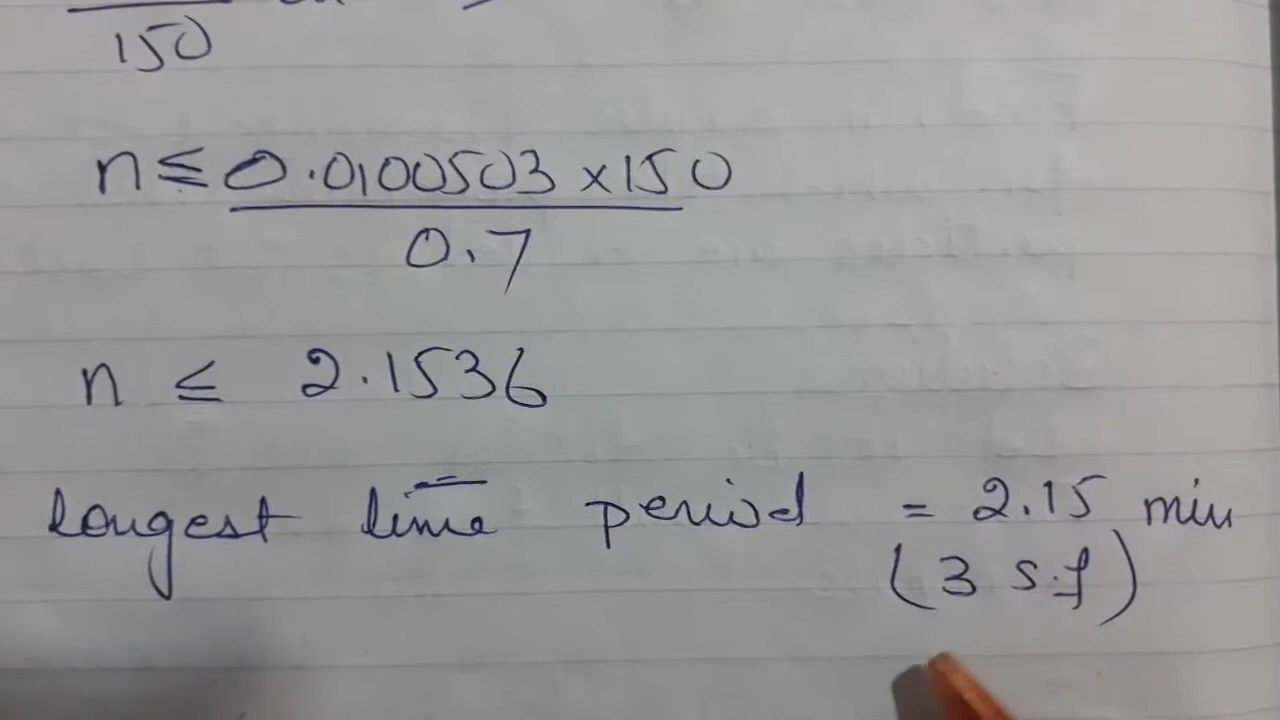 150
n ≤ 0.0100503 × 150
0.7
n ≤ 2.1536
longest time period = 2.15 min
(3 s.f)